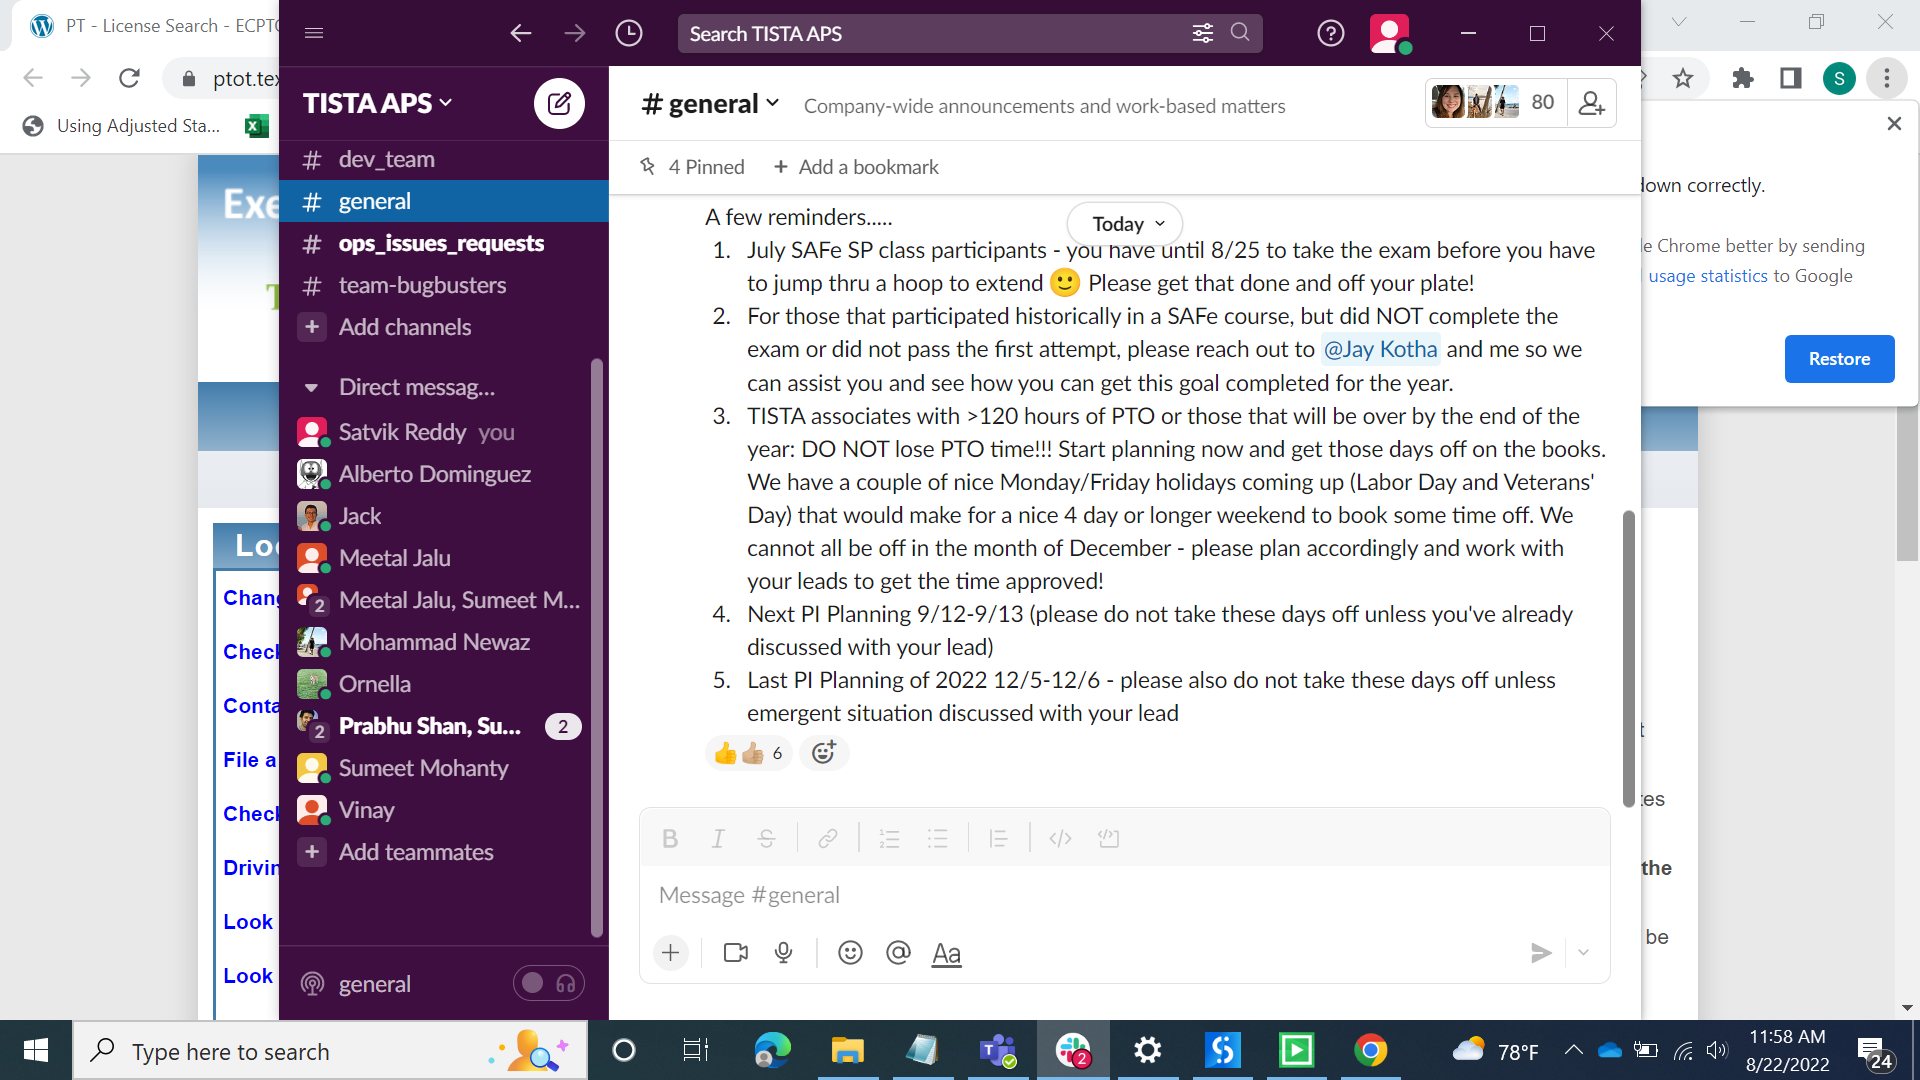 PT - License Search - ECPTO
Search TISTA APS
ptot.tex
S
Using Adjusted Sta...
TISTA APS
# general
Company-wide announcements and work-based matters
80
4 Pinned
+ Add a bookmark
# dev_team
# general
# ops_issues_requests
# team-bugbusters
+ Add channels
Direct messag...
Satvik Reddy you
Alberto Dominguez
Jack
Meetal Jalu
2 Meetal Jalu, Sumeet M...
Mohammad Newaz
Ornella
2 Prabhu Shan, Su... 2
Sumeet Mohanty
Vinay
+ Add teammates
general
Today
A few reminders.....
1. July SAFe SP class participants - you have until 8/25 to take the exam before you have
to jump thru a hoop to extend 🙂 Please get that done and off your plate!
2. For those that participated historically in a SAFe course, but did NOT complete the
exam or did not pass the first attempt, please reach out to @Jay Kotha and me so we
can assist you and see how you can get this goal completed for the year.
3. TISTA associates with >120 hours of PTO or those that will be over by the end of the
year: DO NOT lose PTO time!!! Start planning now and get those days off on the books.
We have a couple of nice Monday/Friday holidays coming up (Labor Day and Veterans'
Day) that would make for a nice 4 day or longer weekend to book some time off. We
cannot all be off in the month of December - please plan accordingly and work with
your leads to get the time approved!
4. Next PI Planning 9/12-9/13 (please do not take these days off unless you've already
discussed with your lead)
5. Last PI Planning of 2022 12/5-12/6 - please also do not take these days off unless
emergent situation discussed with your lead
👍👍🏼 6
Message #general
Aa
down correctly.
le Chrome better by sending
usage statistics to Google
Restore
Exe
T
Loo
Chang
Check
Conta
File a
Check
Drivin
Look
Look
t
tes
the
be
Type here to search
2
78°F
11:58 AM
8/22/2022
24